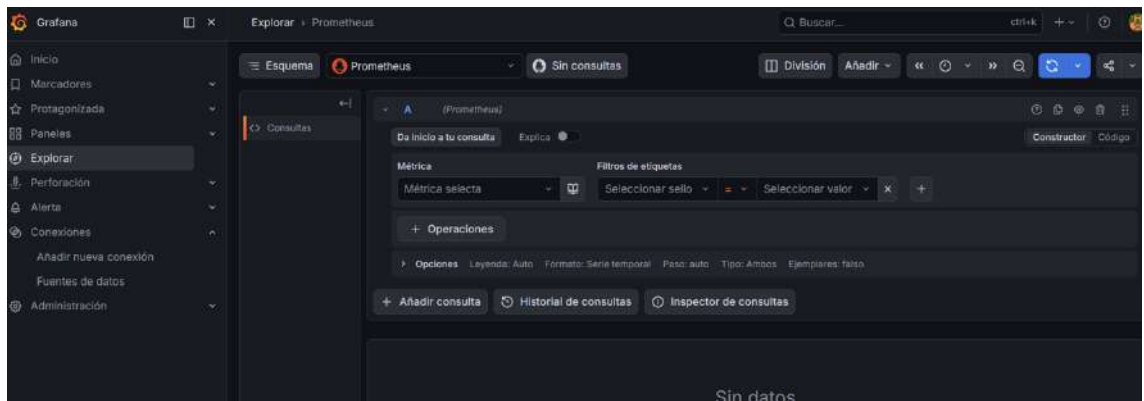 Grafana
Explorar › Prometheus
Buscar...
ctrl+k
Inicio
Marcadores
Protagonizada
Paneles
Explorar
Perforación
Alerta
Conexiones
Añadir nueva conexión
Fuentes de datos
Administración
Esquema
Prometheus
Sin consultas
División
Añadir
Consultas
A (Prometheus)
Da inicio a tu consulta
Explica
Constructor Código
Métrica
Filtros de etiquetas
Métrica selecta
Seleccionar sello
=
Seleccionar valor
+ Operaciones
Opciones Leyenda: Auto Formato: Serie temporal Paso: auto Tipo: Ambos Ejemplares: falso
+ Añadir consulta
Historial de consultas
Inspector de consultas
Sin datos